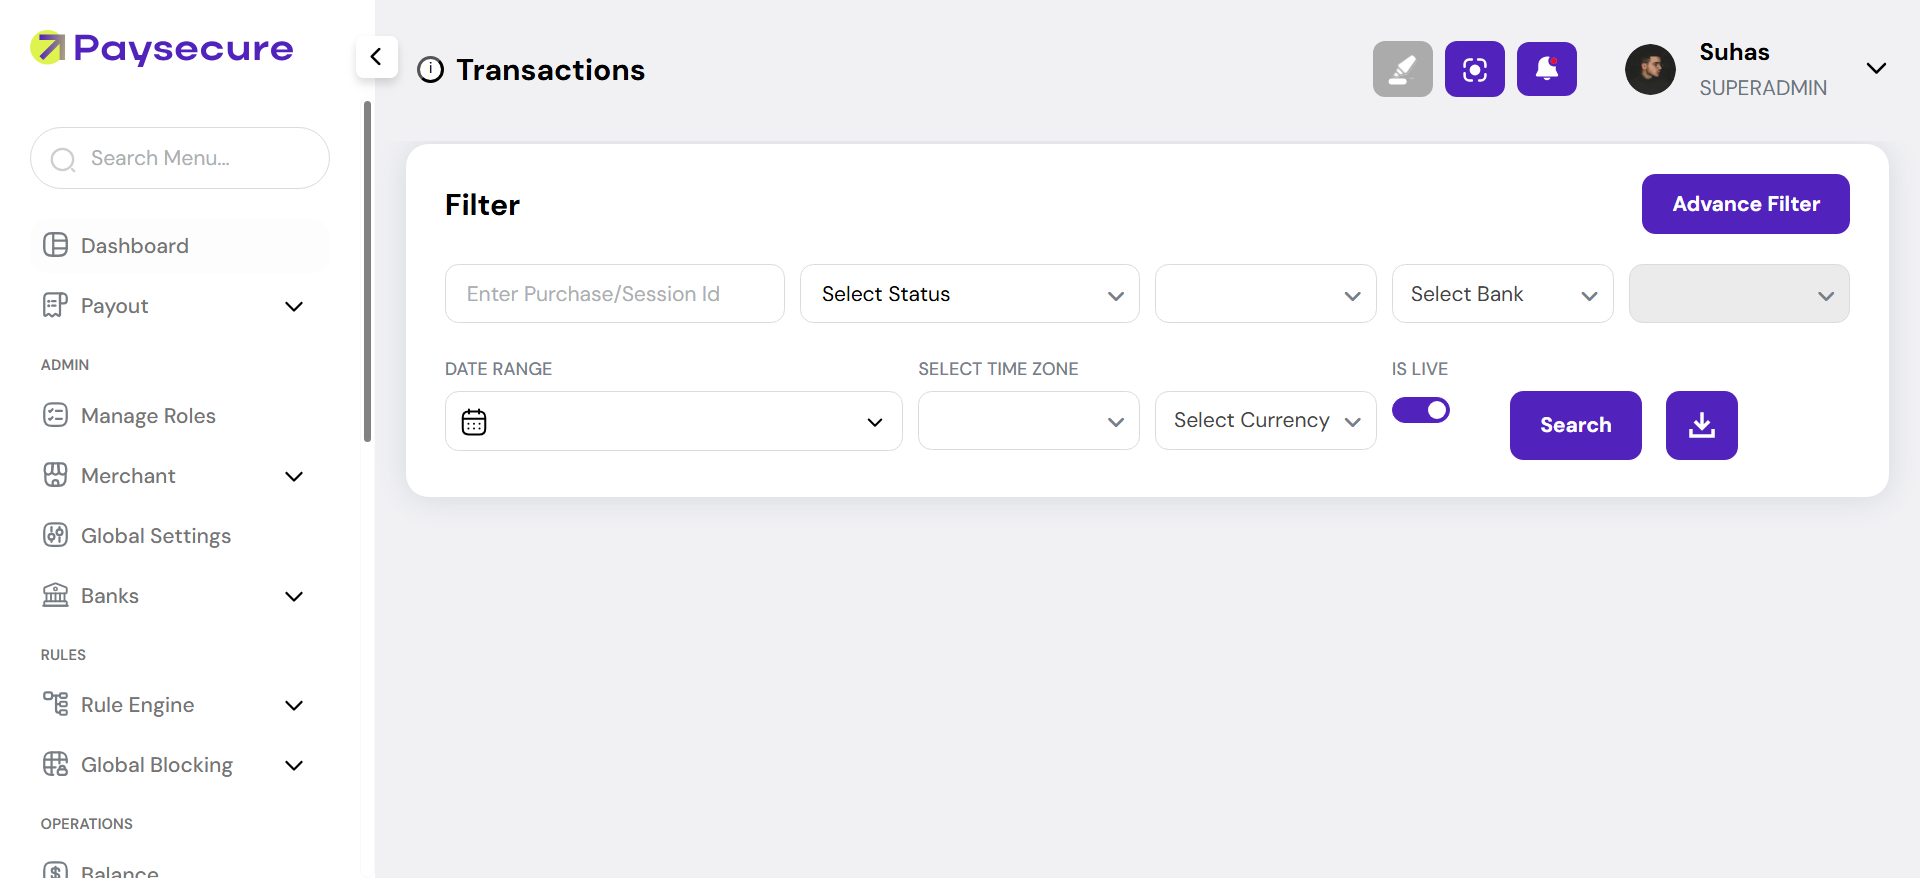 Paysecure
Search Menu...
Dashboard
Payout
ADMIN
Manage Roles
Merchant
Global Settings
Banks
RULES
Rule Engine
Global Blocking
OPERATIONS
Balance
Transactions
Suhas
SUPERADMIN
Filter
Advance Filter
Enter Purchase/Session Id
Select Status
Select Bank
DATE RANGE
SELECT TIME ZONE
Select Currency
IS LIVE
Search